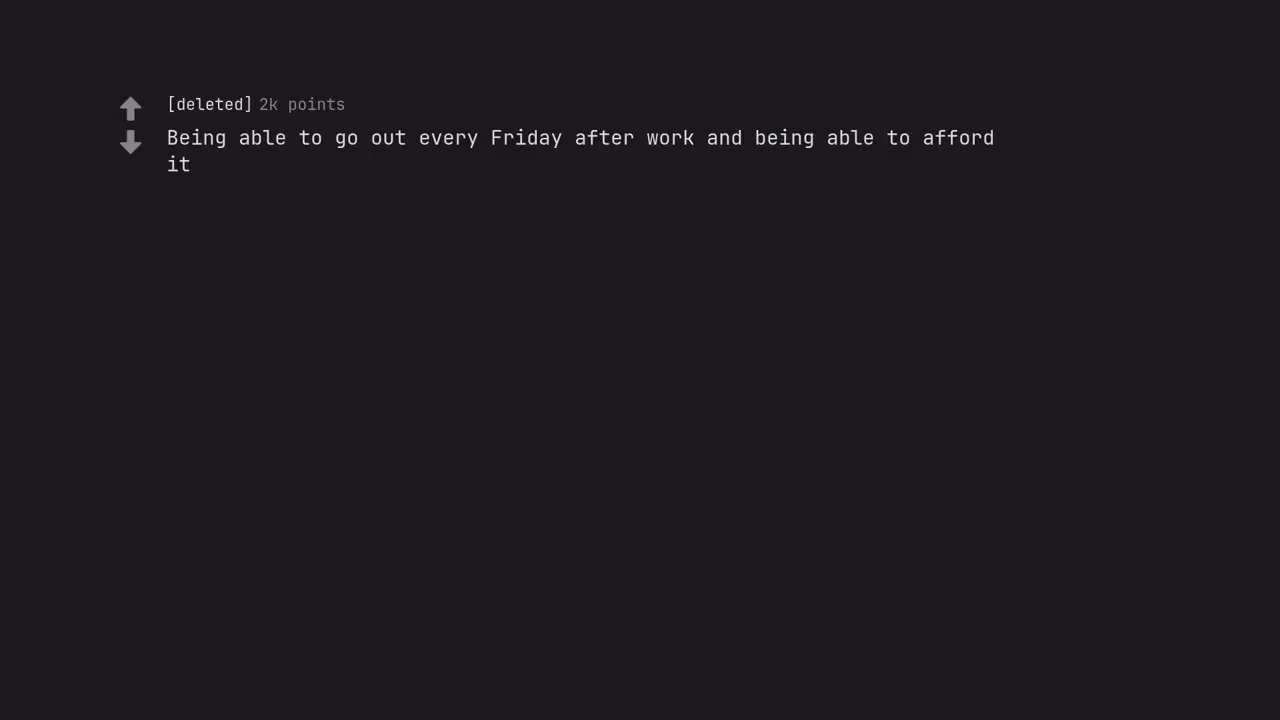 [deleted] 2k points
Being able to go out every Friday after work and being able to afford
it